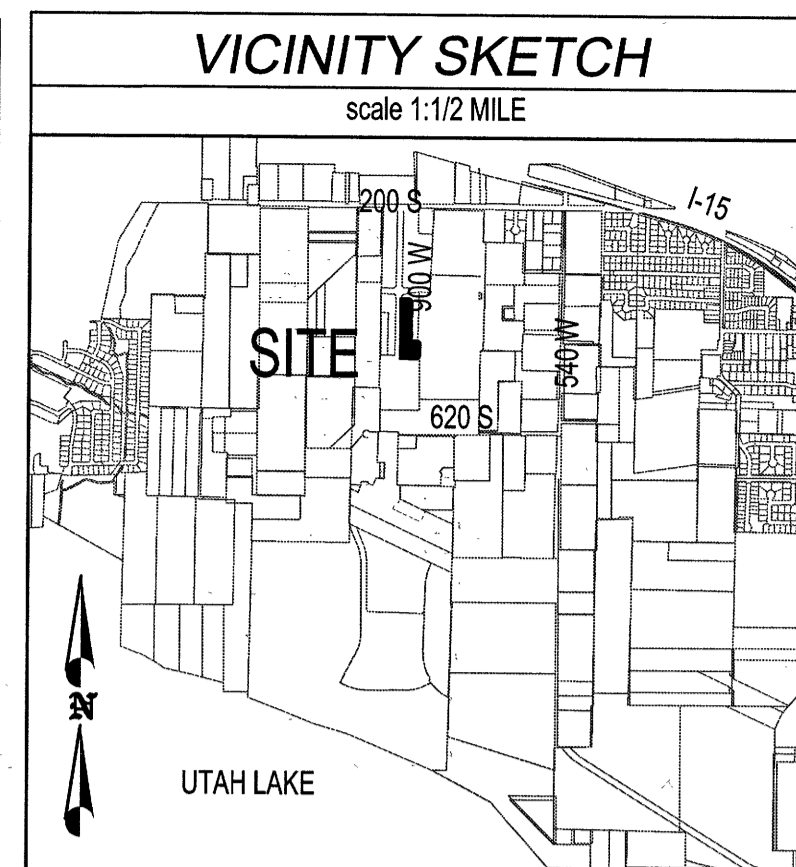 VICINITY SKETCH
scale 1:1/2 MILE
I-15
200 S
900 W
SITE
540 W
620 S
N
UTAH LAKE